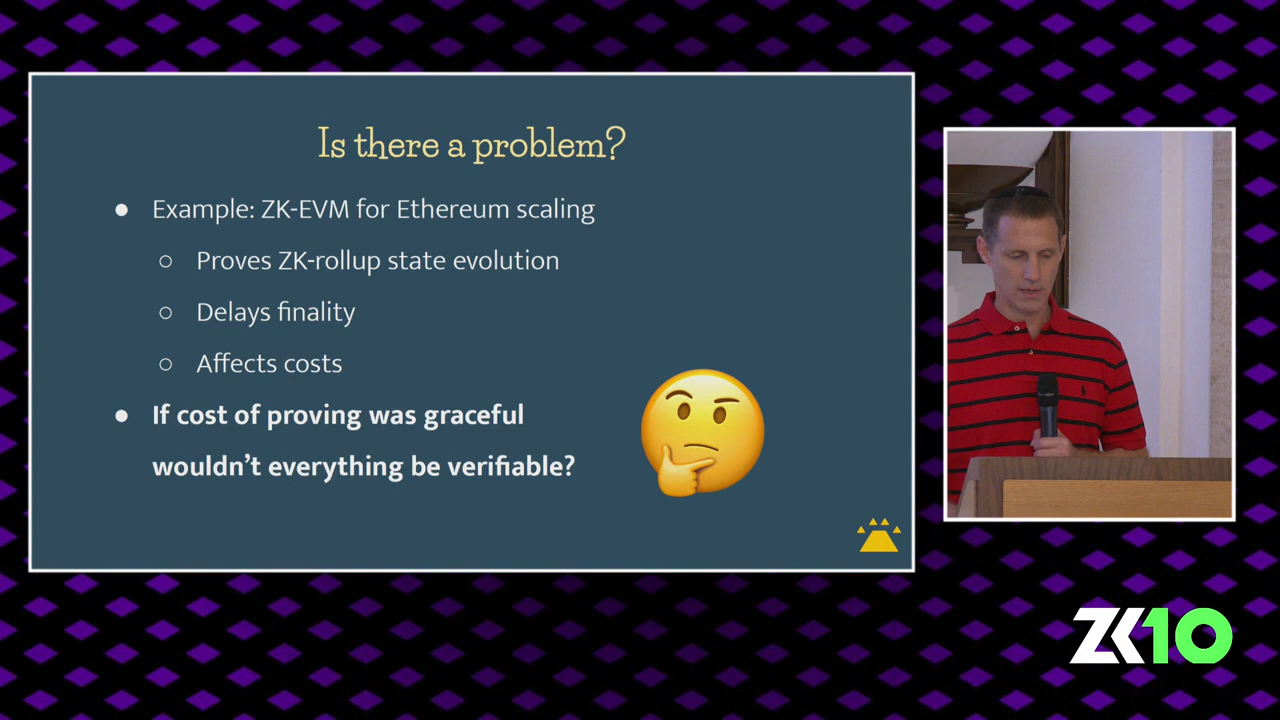 Is there a problem?
● Example: ZK-EVM for Ethereum scaling
○ Proves ZK-rollup state evolution
○ Delays finality
○ Affects costs
● If cost of proving was graceful
wouldn't everything be verifiable?
ZK10